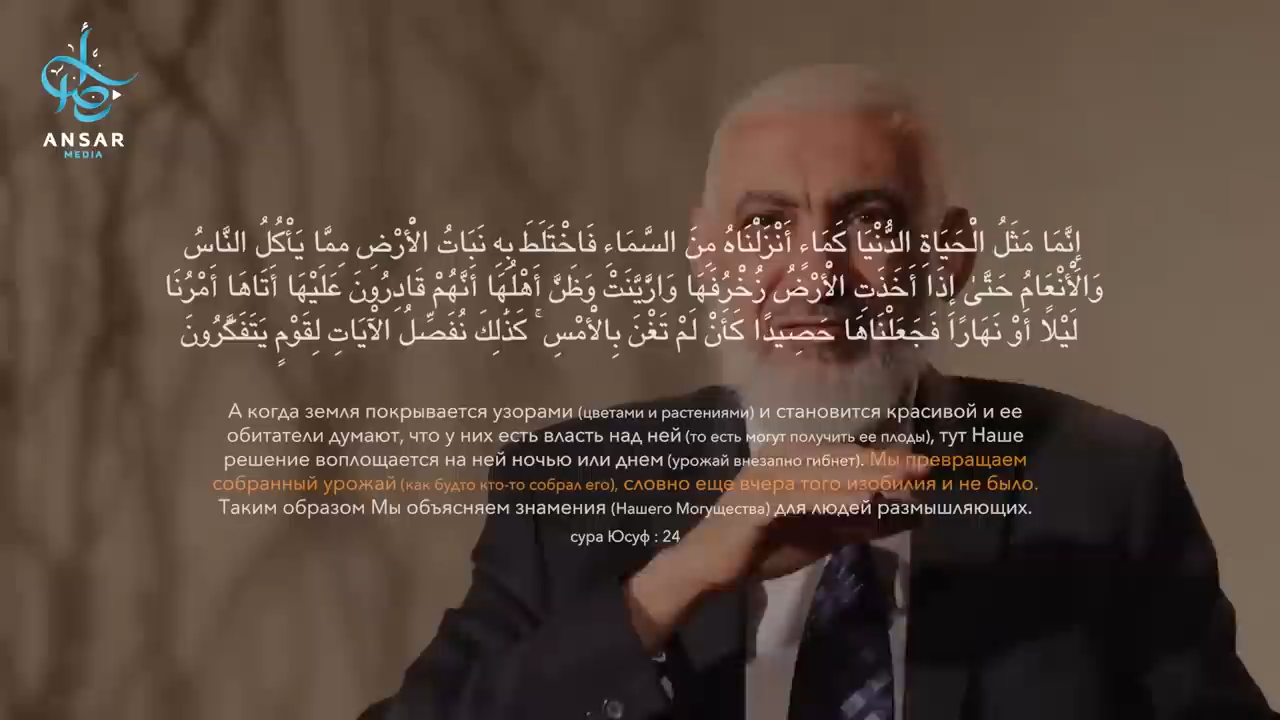 ANSAR
MEDIA
إِنَّمَا مَثَلُ الْحَيَاةِ الدُّنْيَا كَمَاءٍ أَنْزَلْنَاهُ مِنَ السَّمَاءِ فَاخْتَلَطَ بِهِ نَبَاتُ الْأَرْضِ مِمَّا يَأْكُلُ النَّاسُ
وَالْأَنْعَامُ حَتَّىٰ إِذَا أَخَذَتِ الْأَرْضُ زُخْرُفَهَا وَازَّيَّنَتْ وَظَنَّ أَهْلُهَا أَنَّهُمْ قَادِرُونَ عَلَيْهَا أَتَاهَا أَمْرُنَا
لَيْلًا أَوْ نَهَارًا فَجَعَلْنَاهَا حَصِيدًا كَأَنْ لَمْ تَغْنَ بِالْأَمْسِ ۚ كَذَٰلِكَ نُفَصِّلُ الْآيَاتِ لِقَوْمٍ يَتَفَكَّرُونَ
А когда земля покрывается узорами (цветами и растениями) и становится красивой и ее
обитатели думают, что у них есть власть над ней (то есть могут получить ее плоды), тут Наше
решение воплощается на ней ночью или днем (урожай внезапно гибнет). Мы превращаем
собранный урожай (как будто кто-то собрал его), словно еще вчера того изобилия и не было.
Таким образом Мы объясняем знамения (Нашего Могущества) для людей размышляющих.
сура Юсуф : 24